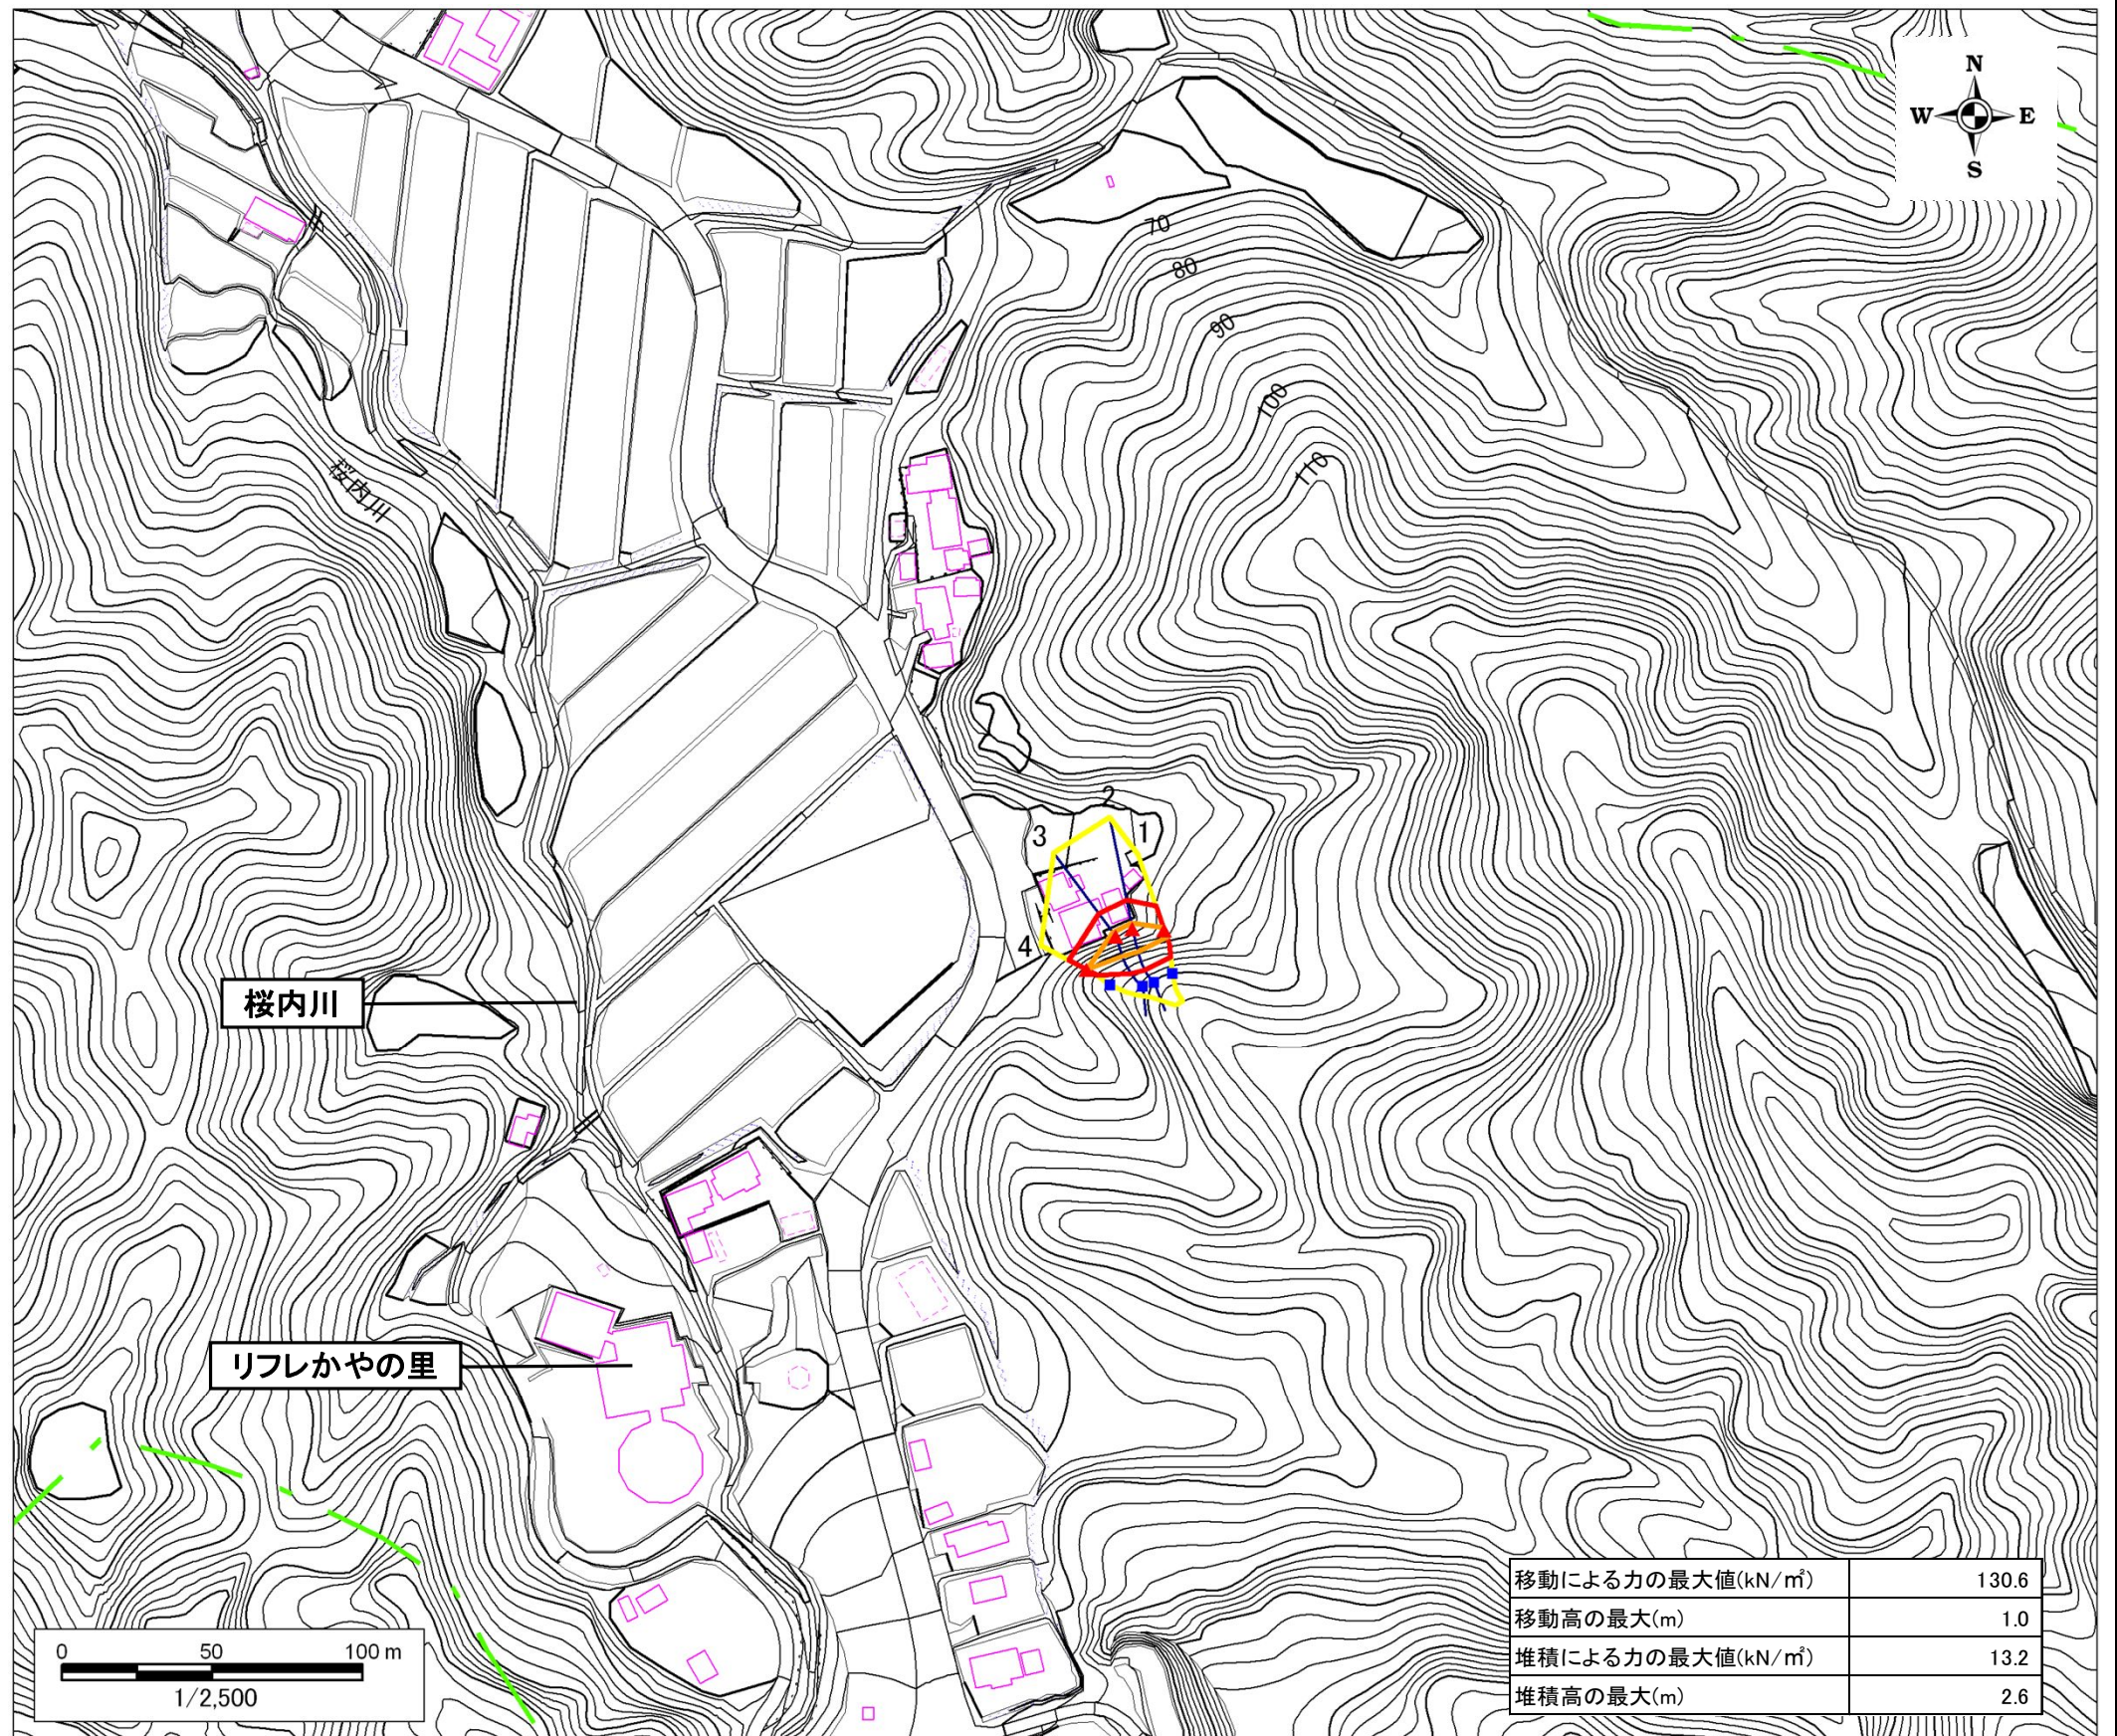 N
W E
S
70
80
90
100
110
桜内川
2
3
1
4
桜内川
リフレかやの里
移動による力の最大値(kN/㎡) 130.6
移動高の最大(m) 1.0
堆積による力の最大値(kN/㎡) 13.2
堆積高の最大(m) 2.6
0 50 100 m
1/2,500